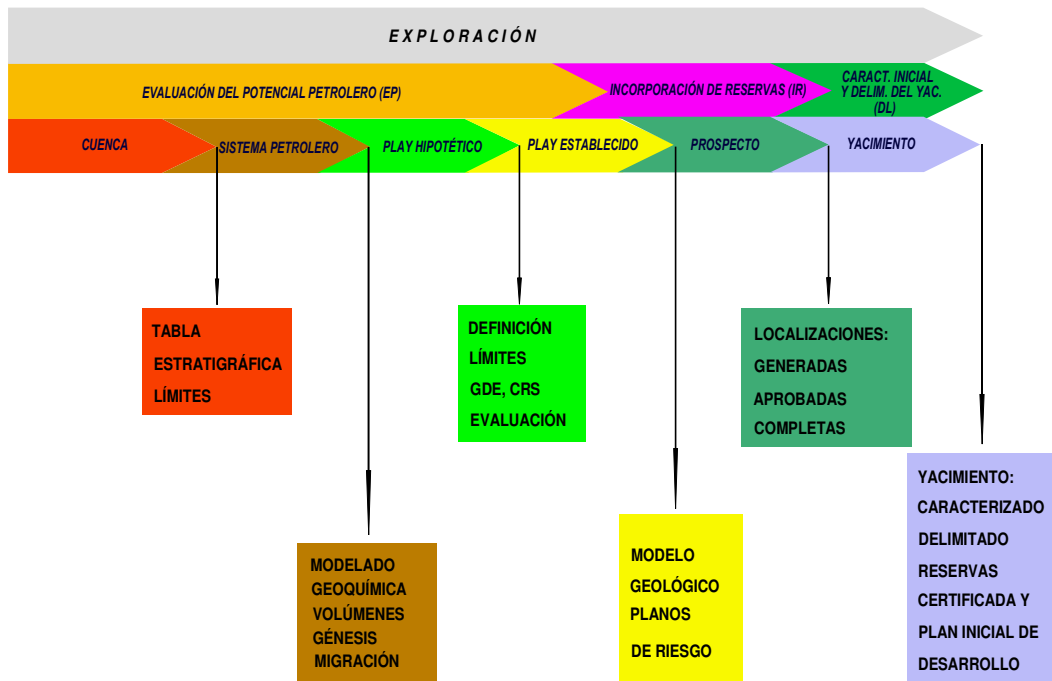 EXPLORACIÓN
EVALUACIÓN DEL POTENCIAL PETROLERO (EP)
INCORPORACIÓN DE RESERVAS (IR)
CARACT. INICIAL
Y DELIM. DEL YAC.
(DL)
CUENCA
SISTEMA PETROLERO
PLAY HIPOTÉTICO
PLAY ESTABLECIDO
PROSPECTO
YACIMIENTO
TABLA
ESTRATIGRÁFICA
LÍMITES
DEFINICIÓN
LÍMITES
GDE, CRS
EVALUACIÓN
LOCALIZACIONES:
GENERADAS
APROBADAS
COMPLETAS
MODELADO
GEOQUÍMICA
VOLÚMENES
GÉNESIS
MIGRACIÓN
MODELO
GEOLÓGICO
PLANOS
DE RIESGO
YACIMIENTO:
CARACTERIZADO
DELIMITADO
RESERVAS
CERTIFICADA Y
PLAN INICIAL DE
DESARROLLO